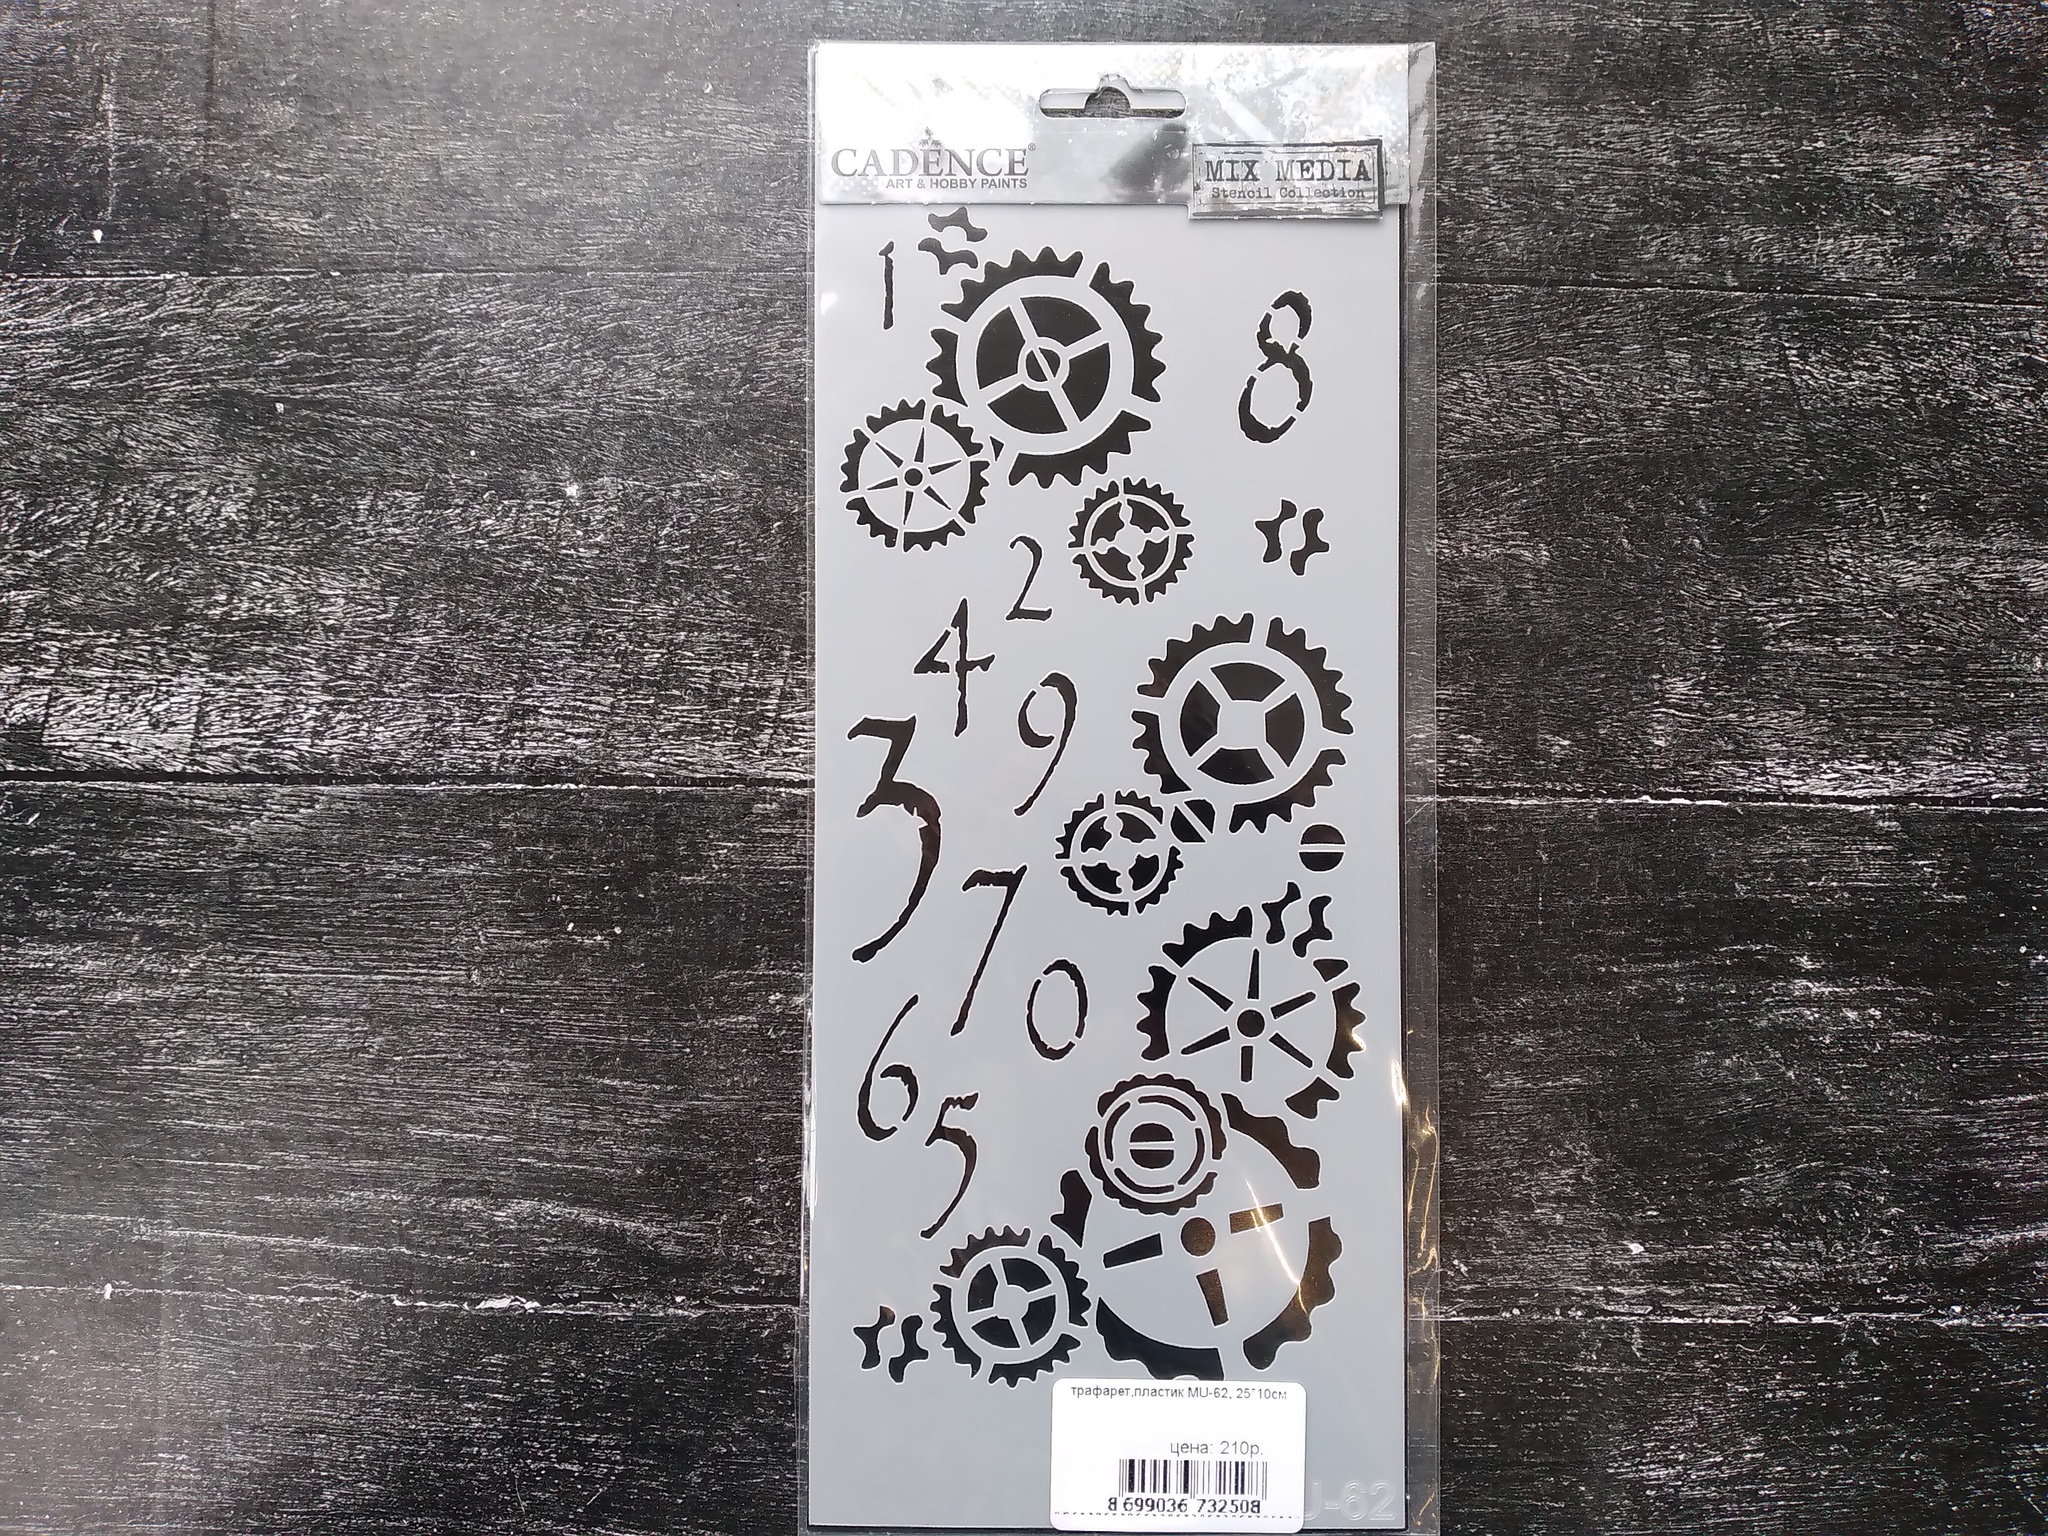 CADENCE®
ART & HOBBY PAINTS
MIX MEDIA
Stencil Collection
1
8
2
4
9
3
7
0
6
5
трафарет,пластик MU-62, 25*10см
цена: 210р.
8 699036 732508
U-62